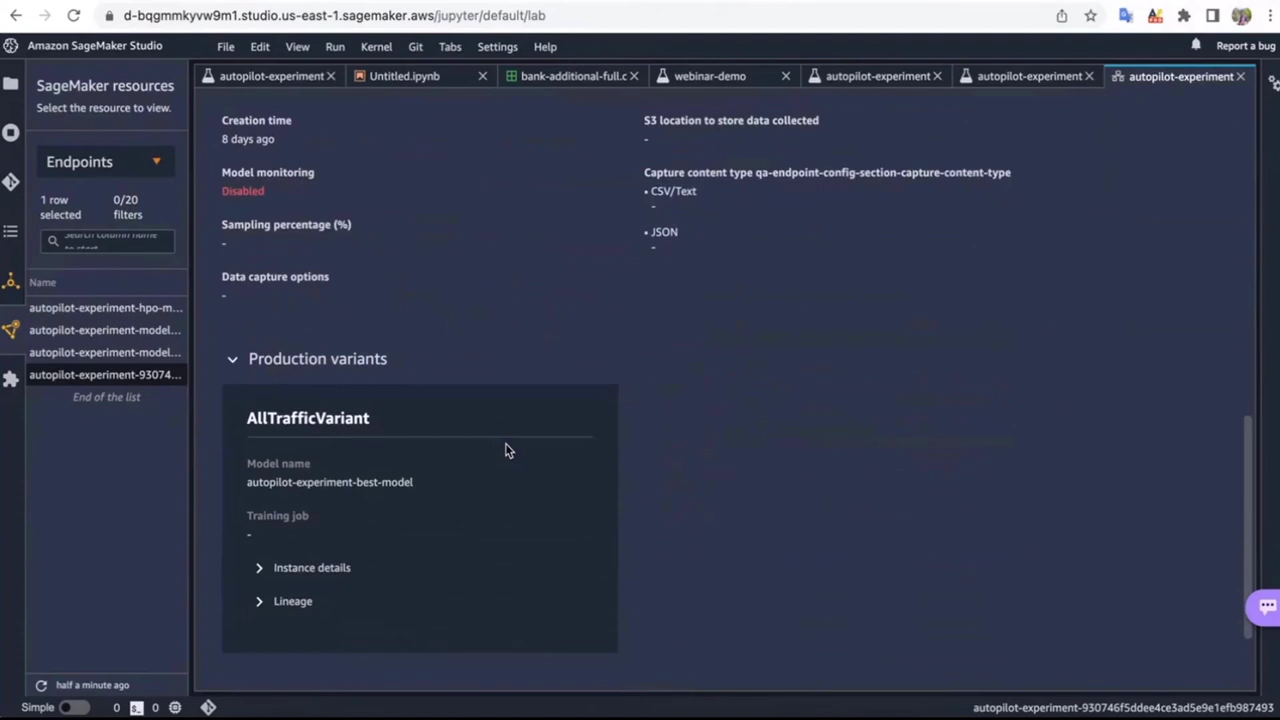 d-bqgmmkyvw9m1.studio.us-east-1.sagemaker.aws/jupyter/default/lab
Amazon SageMaker Studio
File Edit View Run Kernel Git Tabs Settings Help
Report a bug
autopilot-experiment
Untitled.ipynb
bank-additional-full.c
webinar-demo
autopilot-experiment
autopilot-experiment
autopilot-experiment
SageMaker resources
Select the resource to view.
Endpoints
1 row
selected
0/20
filters
Search column name
to start
Name
autopilot-experiment-hpo-m...
autopilot-experiment-model...
autopilot-experiment-model...
autopilot-experiment-93074...
End of the list
half a minute ago
Creation time
8 days ago
Model monitoring
Disabled
Sampling percentage (%)
-
Data capture options
-
S3 location to store data collected
-
Capture content type qa-endpoint-config-section-capture-content-type
• CSV/Text
-
• JSON
-
Production variants
AllTrafficVariant
Model name
autopilot-experiment-best-model
Training job
-
Instance details
Lineage
Simple 0 $_ 0
autopilot-experiment-930746f5ddee4ce3ad5e9e1efb987493